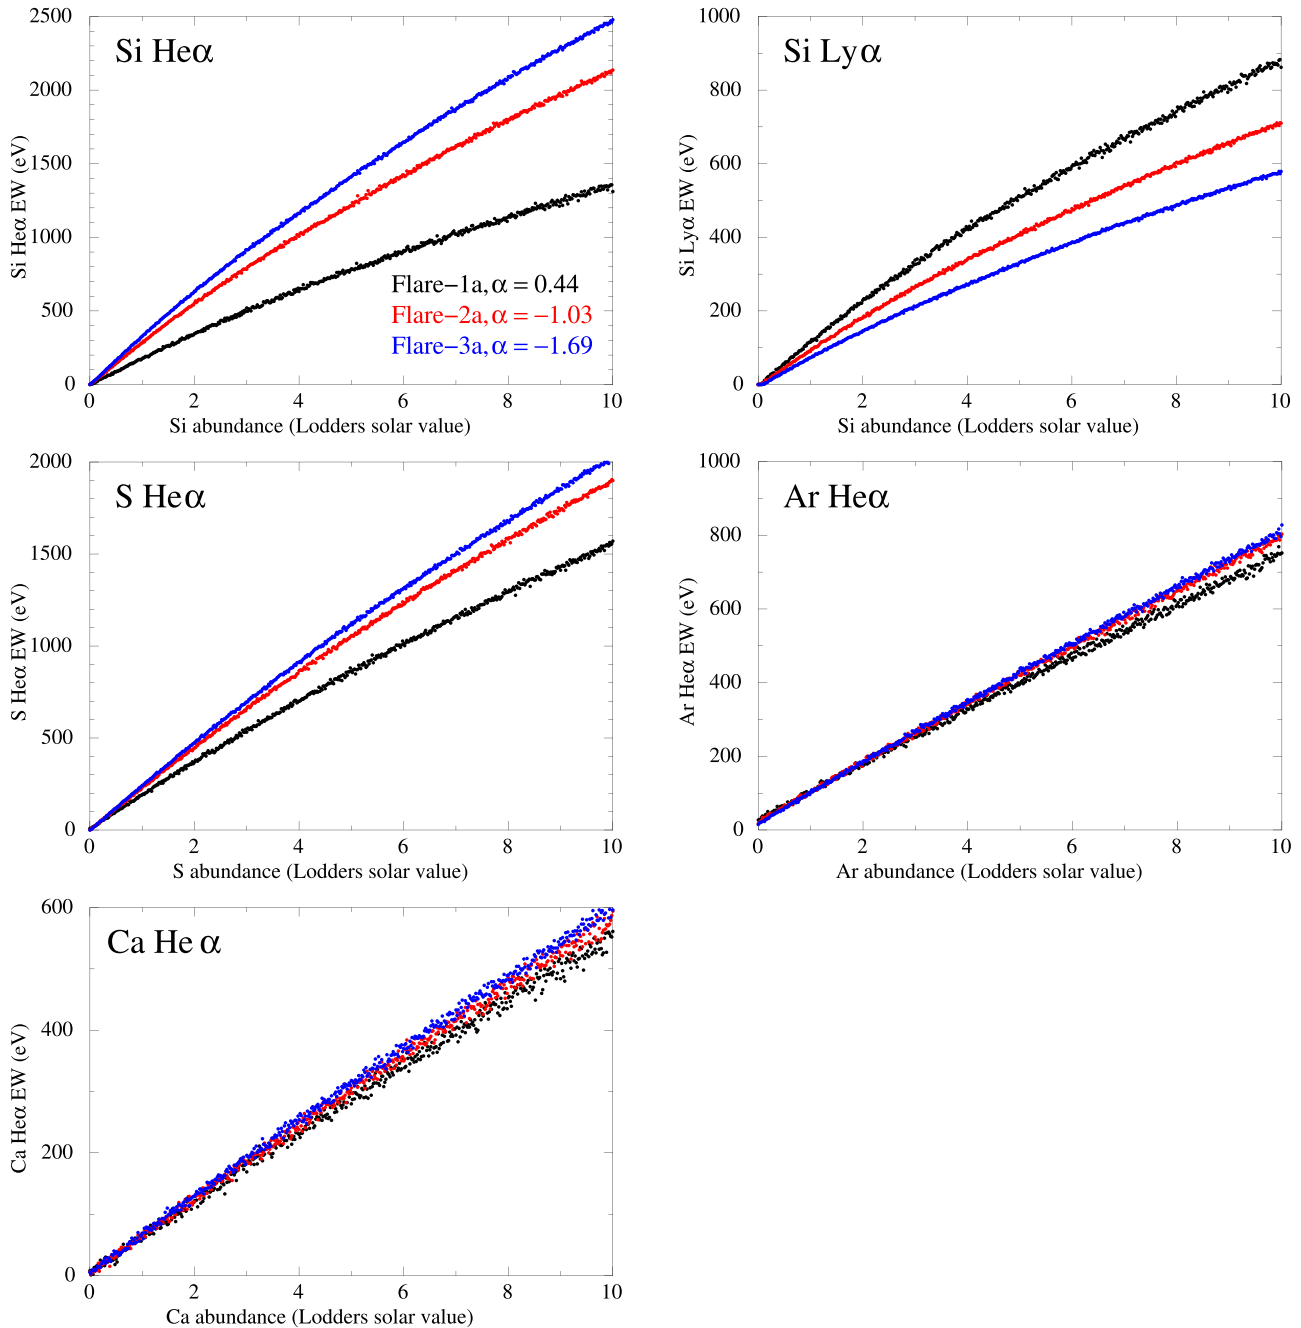 Si Heα
Si Heα EW (eV)
2500
2000
1500
1000
500
0
Flare−1a, α = 0.44
Flare−2a, α = −1.03
Flare−3a, α = −1.69
0 2 4 6 8 10
Si abundance (Lodders solar value)
Si Lyα
Si Lyα EW (eV)
1000
800
600
400
200
0
0 2 4 6 8 10
Si abundance (Lodders solar value)
S Heα
S Heα EW (eV)
2000
1500
1000
500
0
0 2 4 6 8 10
S abundance (Lodders solar value)
Ar Heα
Ar Heα EW (eV)
1000
800
600
400
200
0
0 2 4 6 8 10
Ar abundance (Lodders solar value)
Ca He α
Ca Heα EW (eV)
600
400
200
0
0 2 4 6 8 10
Ca abundance (Lodders solar value)